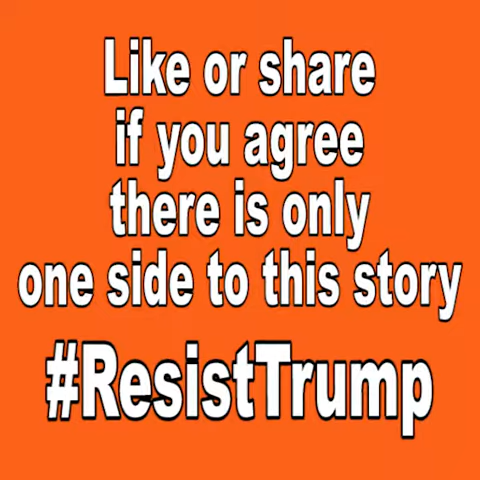 Like or share
if you agree
there is only
one side to this story
#ResistTrump